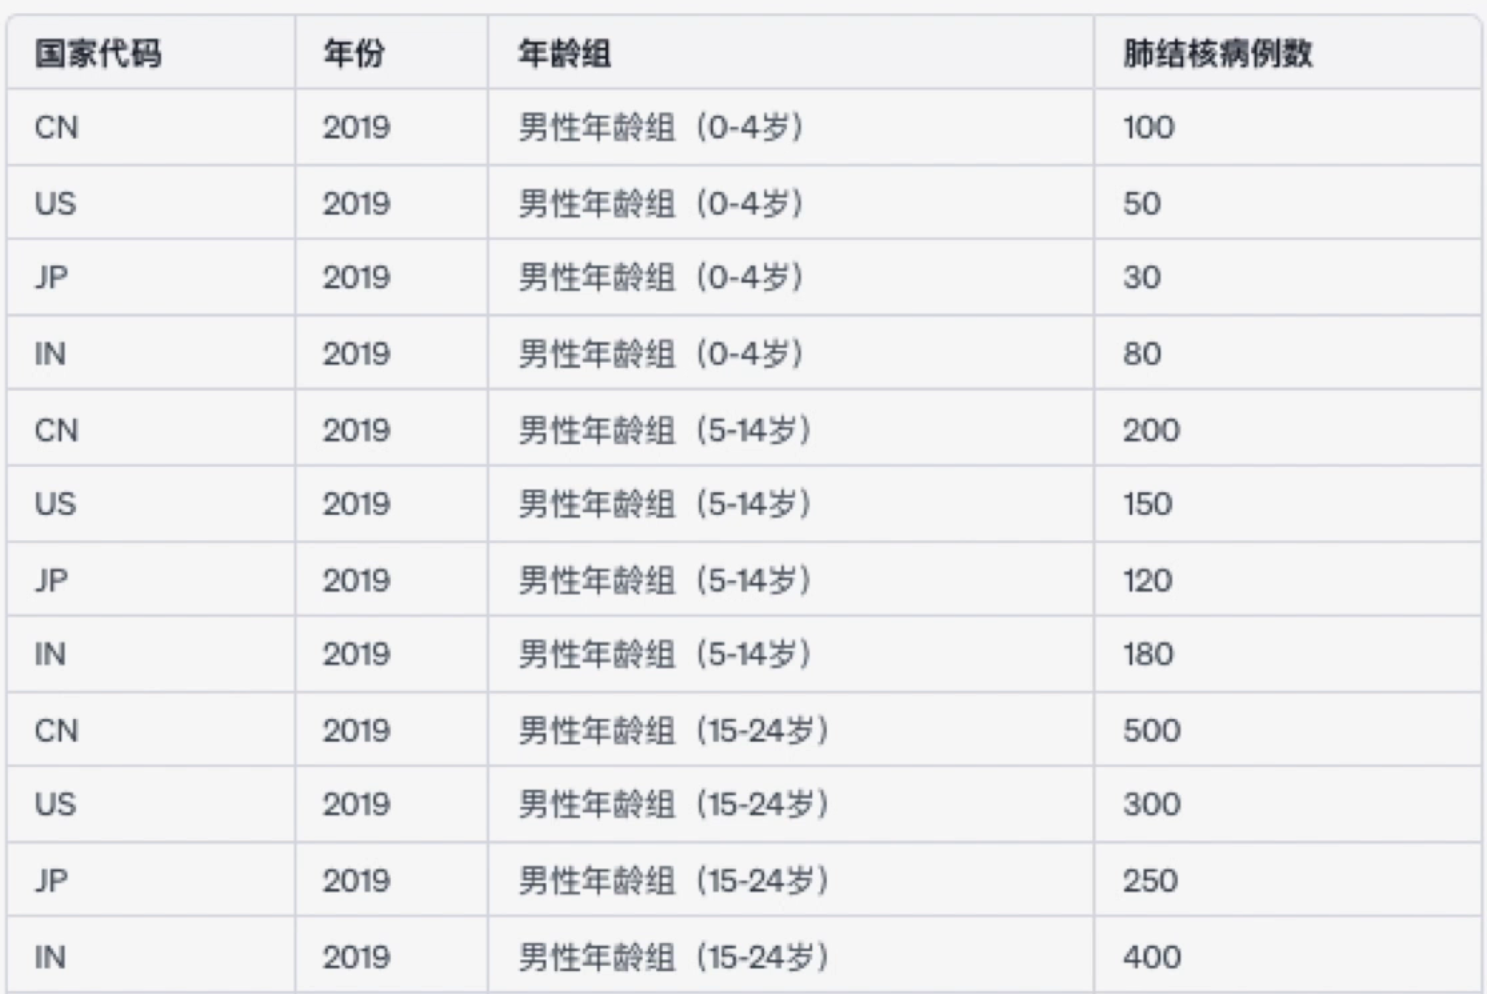 国家代码 年份 年龄组 肺结核病例数
CN 2019 男性年龄组（0-4岁） 100
US 2019 男性年龄组（0-4岁） 50
JP 2019 男性年龄组（0-4岁） 30
IN 2019 男性年龄组（0-4岁） 80
CN 2019 男性年龄组（5-14岁） 200
US 2019 男性年龄组（5-14岁） 150
JP 2019 男性年龄组（5-14岁） 120
IN 2019 男性年龄组（5-14岁） 180
CN 2019 男性年龄组（15-24岁） 500
US 2019 男性年龄组（15-24岁） 300
JP 2019 男性年龄组（15-24岁） 250
IN 2019 男性年龄组（15-24岁） 400